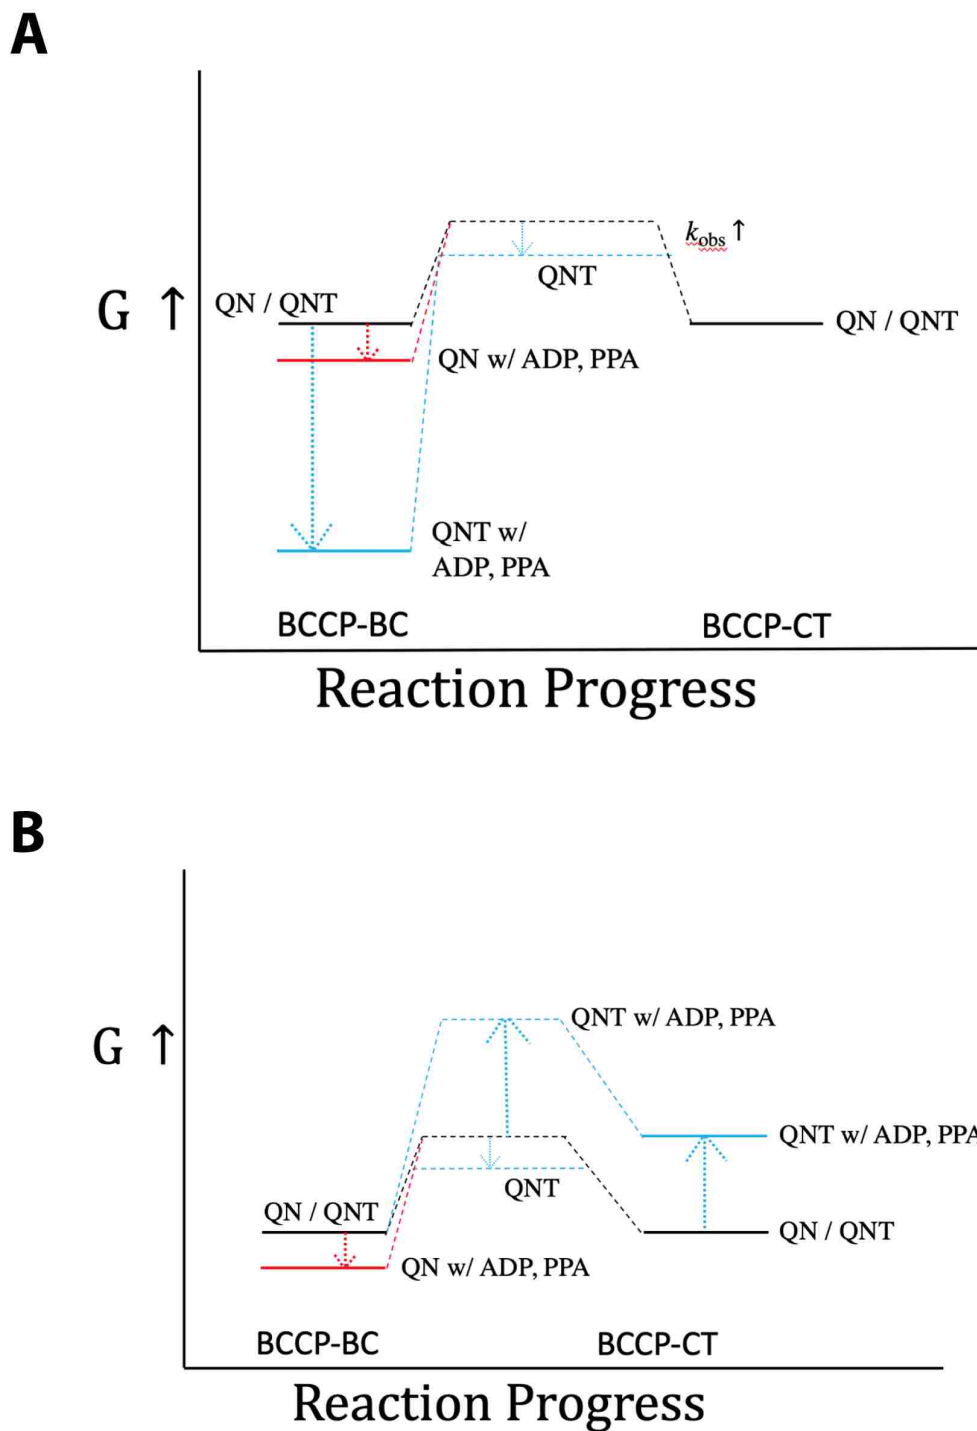 A
k_obs ↑
QNT
G ↑
QN / QNT
QN / QNT
QN w/ ADP, PPA
QNT w/
ADP, PPA
BCCP-BC
BCCP-CT
Reaction Progress
B
QNT w/ ADP, PPA
G ↑
QNT w/ ADP, PPA
QNT
QN / QNT
QN / QNT
QN w/ ADP, PPA
BCCP-BC
BCCP-CT
Reaction Progress